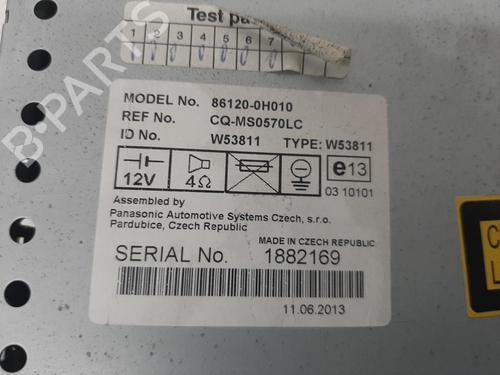 Test pa
1 2 3 4 5 6 7
MODEL No. 86120-0H010
REF No. CQ-MS0570LC
ID No. W53811 TYPE: W53811
12V 4Ω e13
03 10101
Assembled by
Panasonic Automotive Systems Czech, s.r.o.
Pardubice, Czech Republic
MADE IN CZECH REPUBLIC
SERIAL No. 1882169
11.06.2013
C
L
B-PARTS